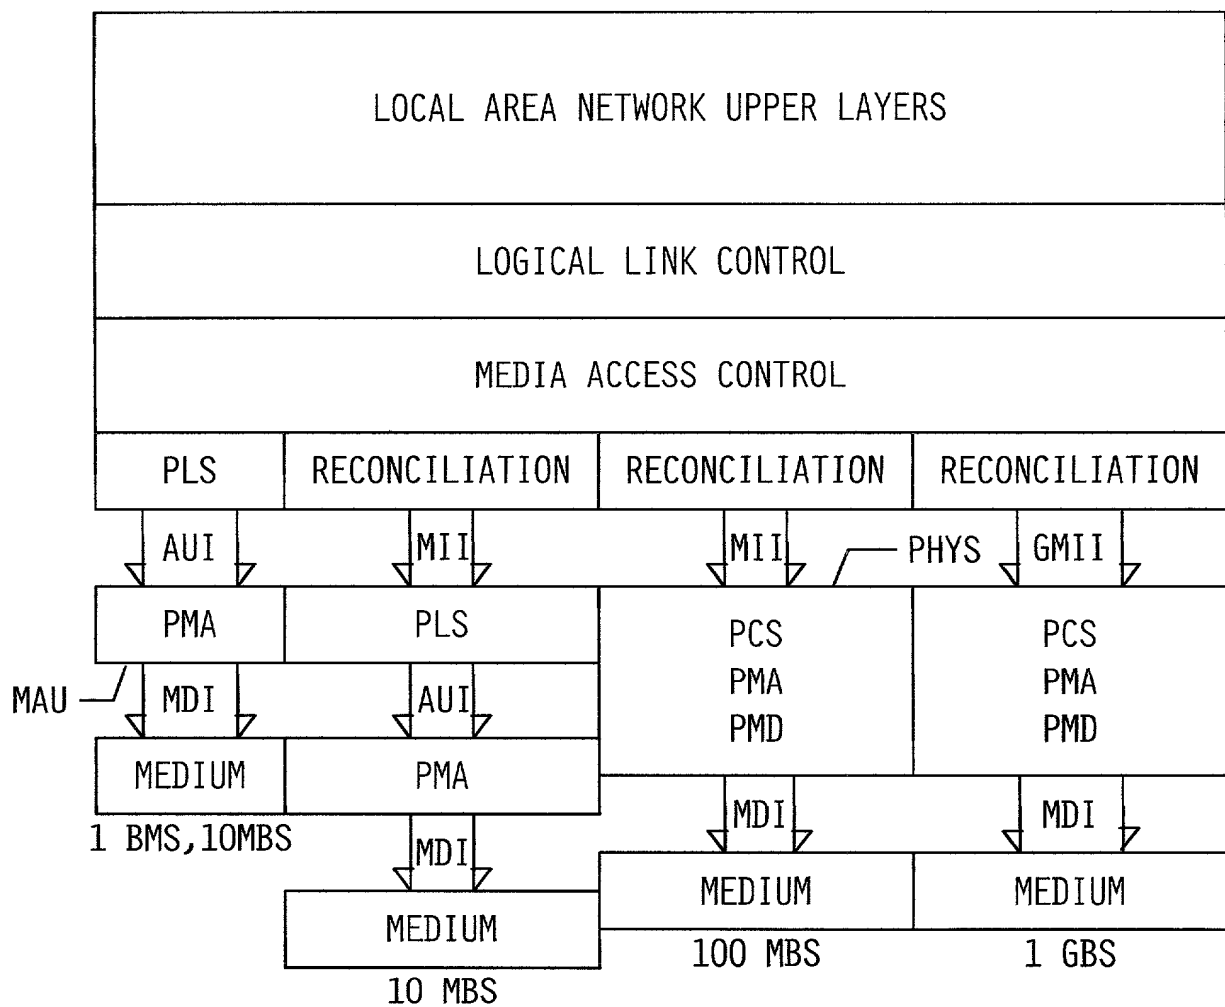 LOCAL AREA NETWORK UPPER LAYERS
LOGICAL LINK CONTROL
MEDIA ACCESS CONTROL
PLS RECONCILIATION RECONCILIATION RECONCILIATION
AUI MII MII PHYS GMII
PMA PLS PCS PCS
PMA PMA
MAU MDI AUI PMD PMD
MEDIUM PMA
1 BMS,10MBS MDI MDI MDI
MEDIUM MEDIUM MEDIUM
100 MBS 1 GBS
10 MBS